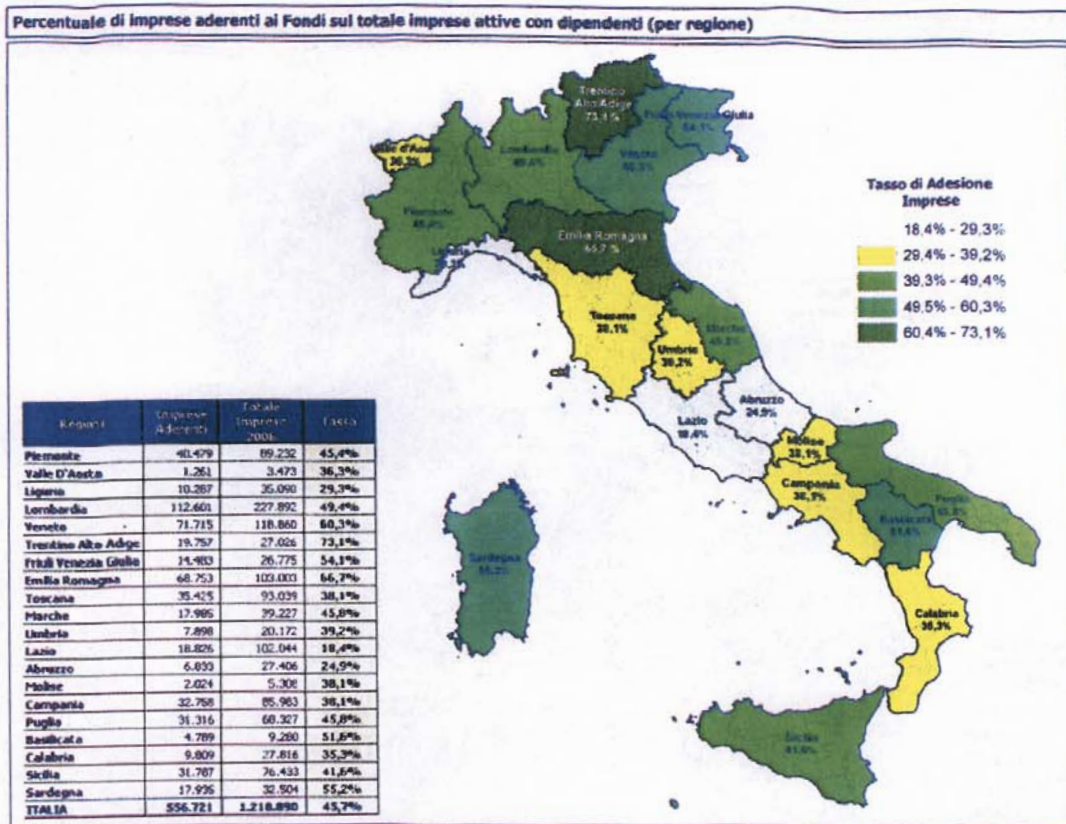 Percentuale di imprese aderenti ai Fondi sul totale imprese attive con dipendenti (per regione)
Trentino
Alto Adige
73,1%
Friuli Venezia Giulia
54,1%
Valle d'Aosta
36,3%
Lombardia
49,4%
Veneto
60,3%
Piemonte
45,4%
Liguria
29,3%
Emilia Romagna
66,7 %
Toscana
38,1%
Marche
45,8%
Umbria
39,2%
Abruzzo
24,9%
Lazio
18,4%
Molise
38,1%
Campania
38,1%
Puglia
45,8%
Basilicata
51,6%
Calabria
35,3%
Sardegna
55,2%
Sicilia
41,6%
Tasso di Adesione
Imprese
18,4% - 29,3%
29,4% - 39,2%
39,3% - 49,4%
49,5% - 60,3%
60,4% - 73,1%
Regioni Imprese Aderenti Totale Imprese 2006 Tasso
Piemonte 40.479 89.232 45,4%
Valle D'Aosta 1.261 3.473 36,3%
Liguria 10.287 35.090 29,3%
Lombardia 112.601 227.892 49,4%
Veneto 71.715 118.860 60,3%
Trentino Alto Adige 19.757 27.026 73,1%
Friuli Venezia Giulia 14.483 26.775 54,1%
Emilia Romagna 68.753 103.003 66,7%
Toscana 35.425 93.039 38,1%
Marche 17.985 39.227 45,8%
Umbria 7.898 20.172 39,2%
Lazio 18.826 102.044 18,4%
Abruzzo 6.833 27.406 24,9%
Molise 2.024 5.308 38,1%
Campania 32.758 85.983 38,1%
Puglia 31.316 68.327 45,8%
Basilicata 4.789 9.280 51,6%
Calabria 9.809 27.816 35,3%
Sicilia 31.787 76.433 41,6%
Sardegna 17.935 32.504 55,2%
ITALIA 556.721 1.218.890 45,7%